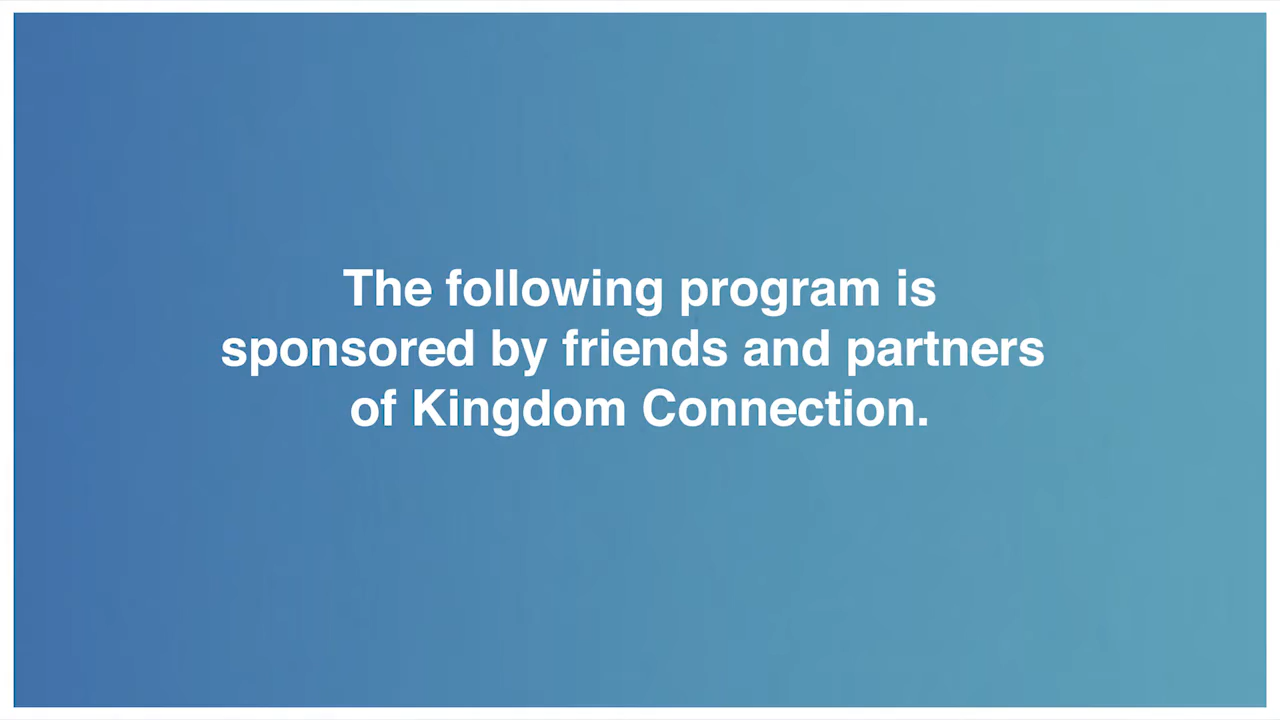 The following program is
sponsored by friends and partners
of Kingdom Connection.